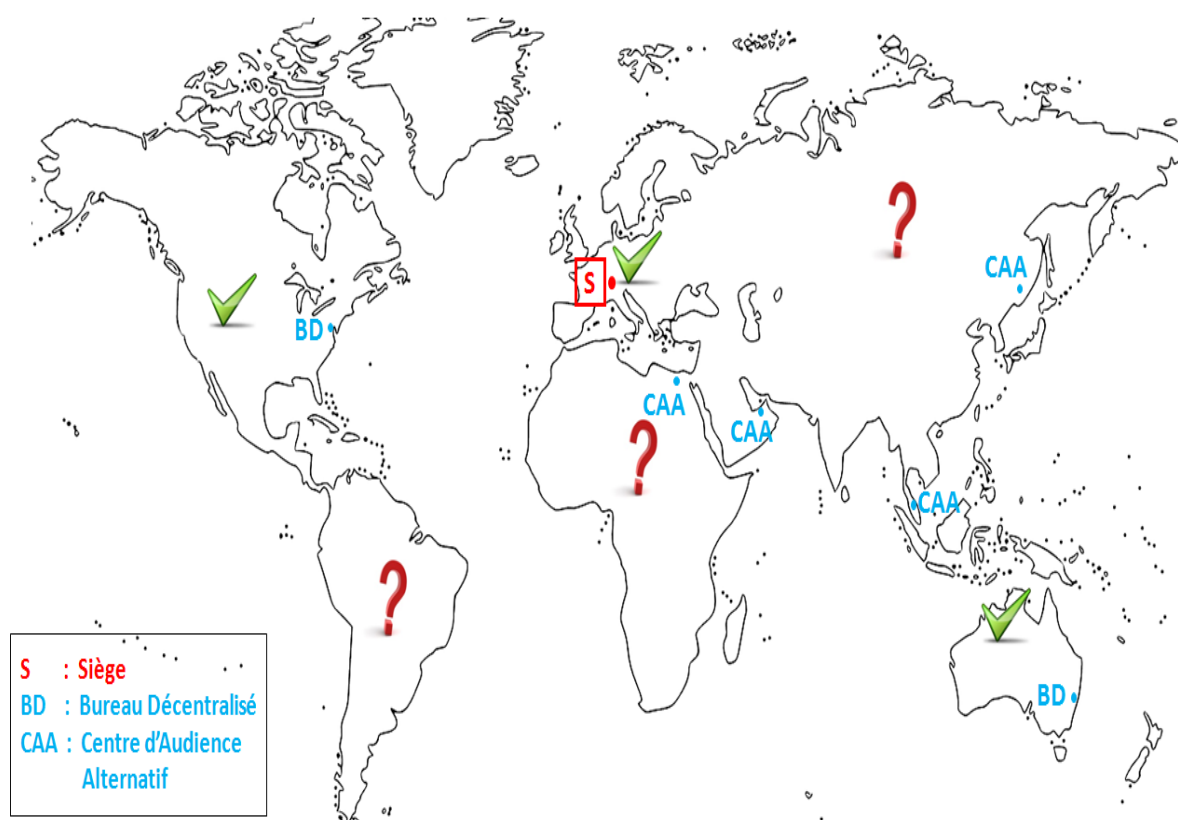 CAA
S
BD
CAA
CAA
CAA
BD
S : Siège
BD : Bureau Décentralisé
CAA : Centre d'Audience
Alternatif